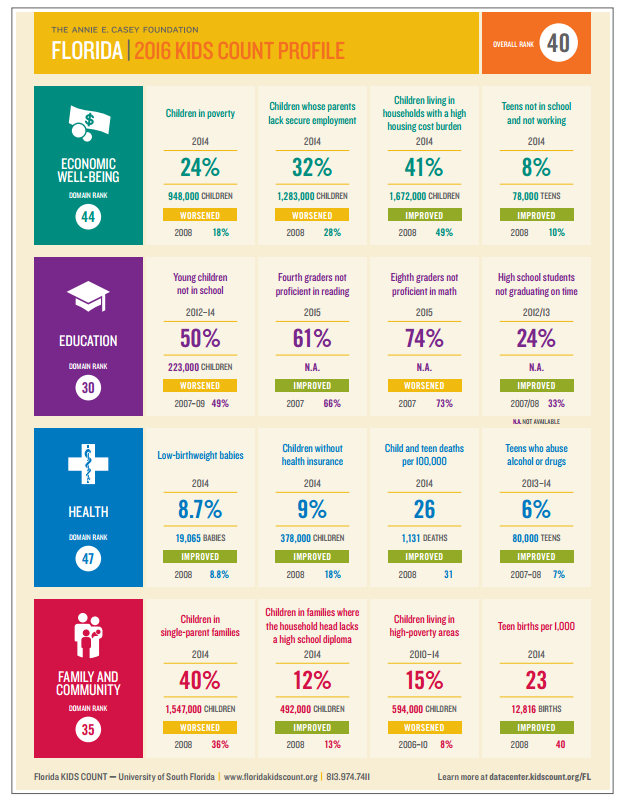 THE ANNIE E. CASEY FOUNDATION
FLORIDA | 2016 KIDS COUNT PROFILE
OVERALL RANK 40
ECONOMIC
WELL-BEING
DOMAIN RANK
44
Children in poverty
2014
24%
948,000 CHILDREN
WORSENED
2008 18%
Children whose parents
lack secure employment
2014
32%
1,283,000 CHILDREN
WORSENED
2008 28%
Children living in
households with a high
housing cost burden
2014
41%
1,672,000 CHILDREN
IMPROVED
2008 49%
Teens not in school
and not working
2014
8%
78,000 TEENS
IMPROVED
2008 10%
EDUCATION
DOMAIN RANK
30
Young children
not in school
2012–14
50%
223,000 CHILDREN
WORSENED
2007–09 49%
Fourth graders not
proficient in reading
2015
61%
N.A.
IMPROVED
2007 66%
Eighth graders not
proficient in math
2015
74%
N.A.
WORSENED
2007 73%
High school students
not graduating on time
2012/13
24%
N.A.
IMPROVED
2007/08 33%
N.A. NOT AVAILABLE
HEALTH
DOMAIN RANK
47
Low-birthweight babies
2014
8.7%
19,065 BABIES
IMPROVED
2008 8.8%
Children without
health insurance
2014
9%
378,000 CHILDREN
IMPROVED
2008 18%
Child and teen deaths
per 100,000
2014
26
1,131 DEATHS
IMPROVED
2008 31
Teens who abuse
alcohol or drugs
2013–14
6%
80,000 TEENS
IMPROVED
2007–08 7%
FAMILY AND
COMMUNITY
DOMAIN RANK
35
Children in
single-parent families
2014
40%
1,547,000 CHILDREN
WORSENED
2008 36%
Children in families where
the household head lacks
a high school diploma
2014
12%
492,000 CHILDREN
IMPROVED
2008 13%
Children living in
high-poverty areas
2010–14
15%
594,000 CHILDREN
WORSENED
2006–10 8%
Teen births per 1,000
2014
23
12,816 BIRTHS
IMPROVED
2008 40
Florida KIDS COUNT — University of South Florida | www.floridakidscount.org | 813.974.7411
Learn more at datacenter.kidscount.org/FL